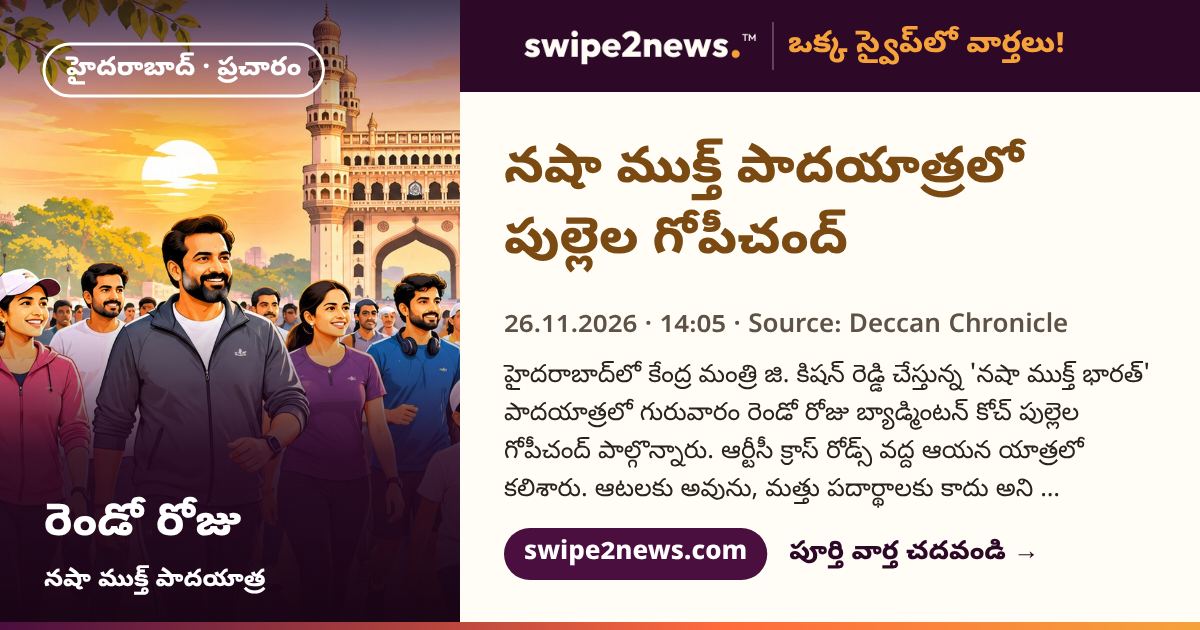 హైదరాబాద్ · ప్రచారం
రెండో రోజు
నషా ముక్త్ పాదయాత్ర
swipe2news.™
ఒక్క స్వైప్‌లో వార్తలు!
నషా ముక్త్ పాదయాత్రలో
పుల్లెల గోపీచంద్
26.11.2026 · 14:05 · Source: Deccan Chronicle
హైదరాబాద్‌లో కేంద్ర మంత్రి జి. కిషన్ రెడ్డి చేస్తున్న 'నషా ముక్త్ భారత్'
పాదయాత్రలో గురువారం రెండో రోజు బ్యాడ్మింటన్ కోచ్ పుల్లెల
గోపీచంద్ పాల్గొన్నారు. ఆర్టీసీ క్రాస్ రోడ్స్ వద్ద ఆయన యాత్రలో
కలిశారు. ఆటలకు అవును, మత్తు పదార్థాలకు కాదు అని ...
swipe2news.com
పూర్తి వార్త చదవండి →